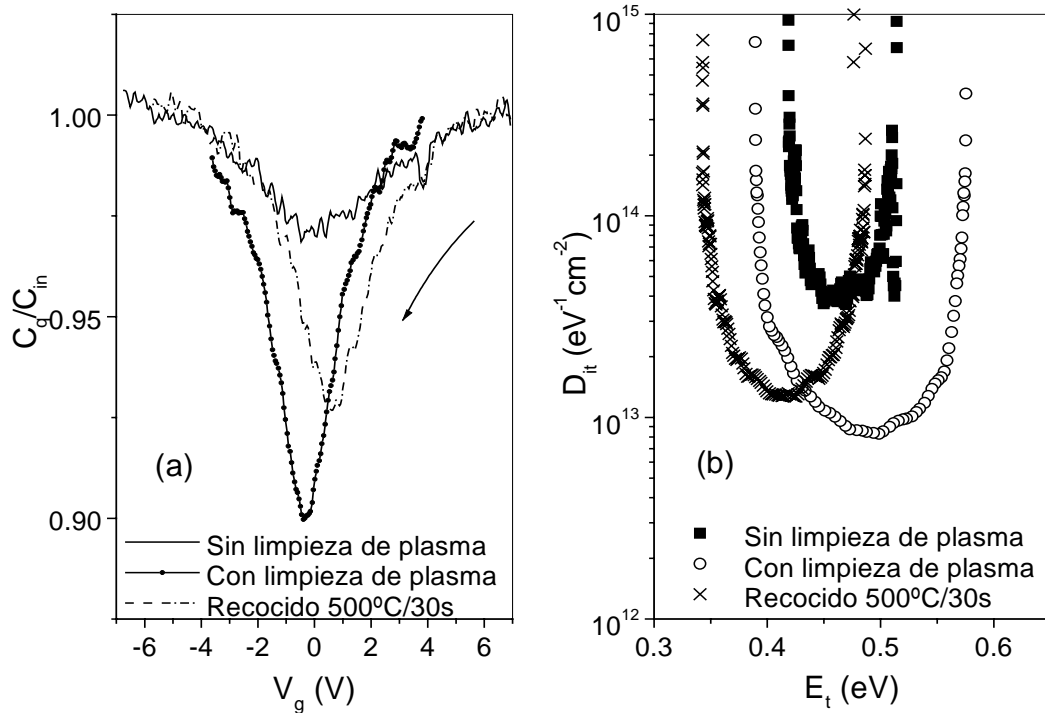 1.00
0.95
0.90
C_g/C_in
(a)
Sin limpieza de plasma
Con limpieza de plasma
Recocido 500ºC/30s
-6 -4 -2 0 2 4 6
V_g (V)
10^15
10^14
10^13
10^12
D_it (eV^-1 cm^-2)
(b)
Sin limpieza de plasma
Con limpieza de plasma
Recocido 500ºC/30s
0.3 0.4 0.5 0.6
E_t (eV)